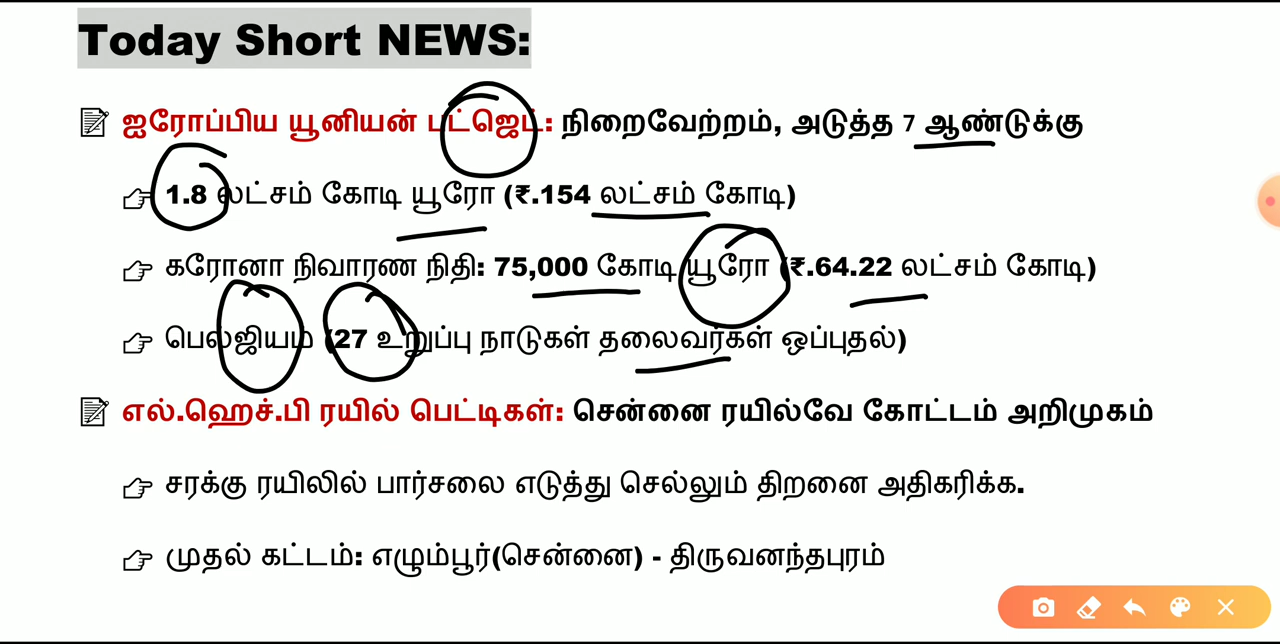 Today Short NEWS:
ஐரோப்பிய யூனியன் பட்ஜெட்: நிறைவேற்றம், அடுத்த 7 ஆண்டுக்கு
1.8 லட்சம் கோடி யூரோ (₹.154 லட்சம் கோடி)
கரோனா நிவாரண நிதி: 75,000 கோடி யூரோ (₹.64.22 லட்சம் கோடி)
பெல்ஜியம் (27 உறுப்பு நாடுகள் தலைவர்கள் ஒப்புதல்)
எல்.ஹெச்.பி ரயில் பெட்டிகள்: சென்னை ரயில்வே கோட்டம் அறிமுகம்
சரக்கு ரயிலில் பார்சலை எடுத்து செல்லும் திறனை அதிகரிக்க.
முதல் கட்டம்: எழும்பூர்(சென்னை) - திருவனந்தபுரம்